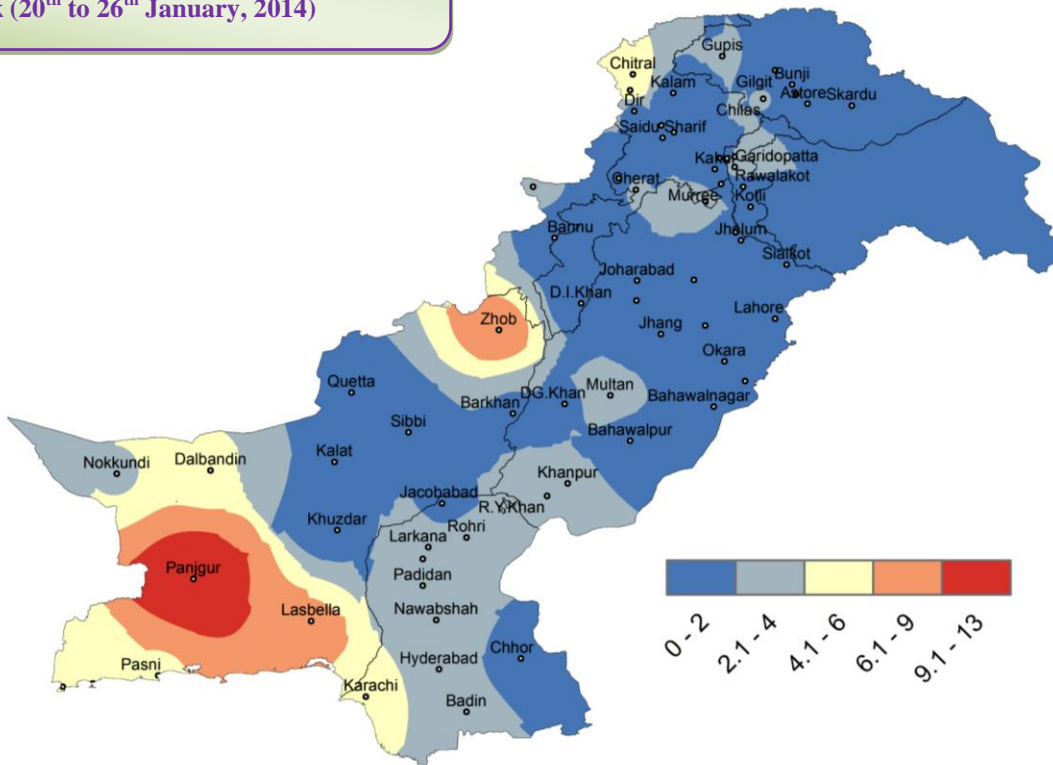 k (20th to 26th January, 2014)
Gupis
Chitral
Kalam
Gilgit
Bunji
Astore
Skardu
Dir
Chilas
Saidu Sharif
Garidopatta
Rawalakot
Cherat
Murree
Kotli
Bannu
Jhelum
Sialkot
Joharabad
D.I.Khan
Lahore
Zhob
Jhang
Okara
Quetta
Multan
Barkhan
DG.Khan
Bahawalnagar
Sibbi
Bahawalpur
Kalat
Nokkundi
Dalbandin
Khanpur
Jacobabad
R.Y.Khan
Khuzdar
Rohri
Larkana
Panjgur
Padidan
Lasbella
Nawabshah
Chhor
Pasni
Hyderabad
Karachi
Badin
0 - 2
2.1 - 4
4.1 - 6
6.1 - 9
9.1 - 13